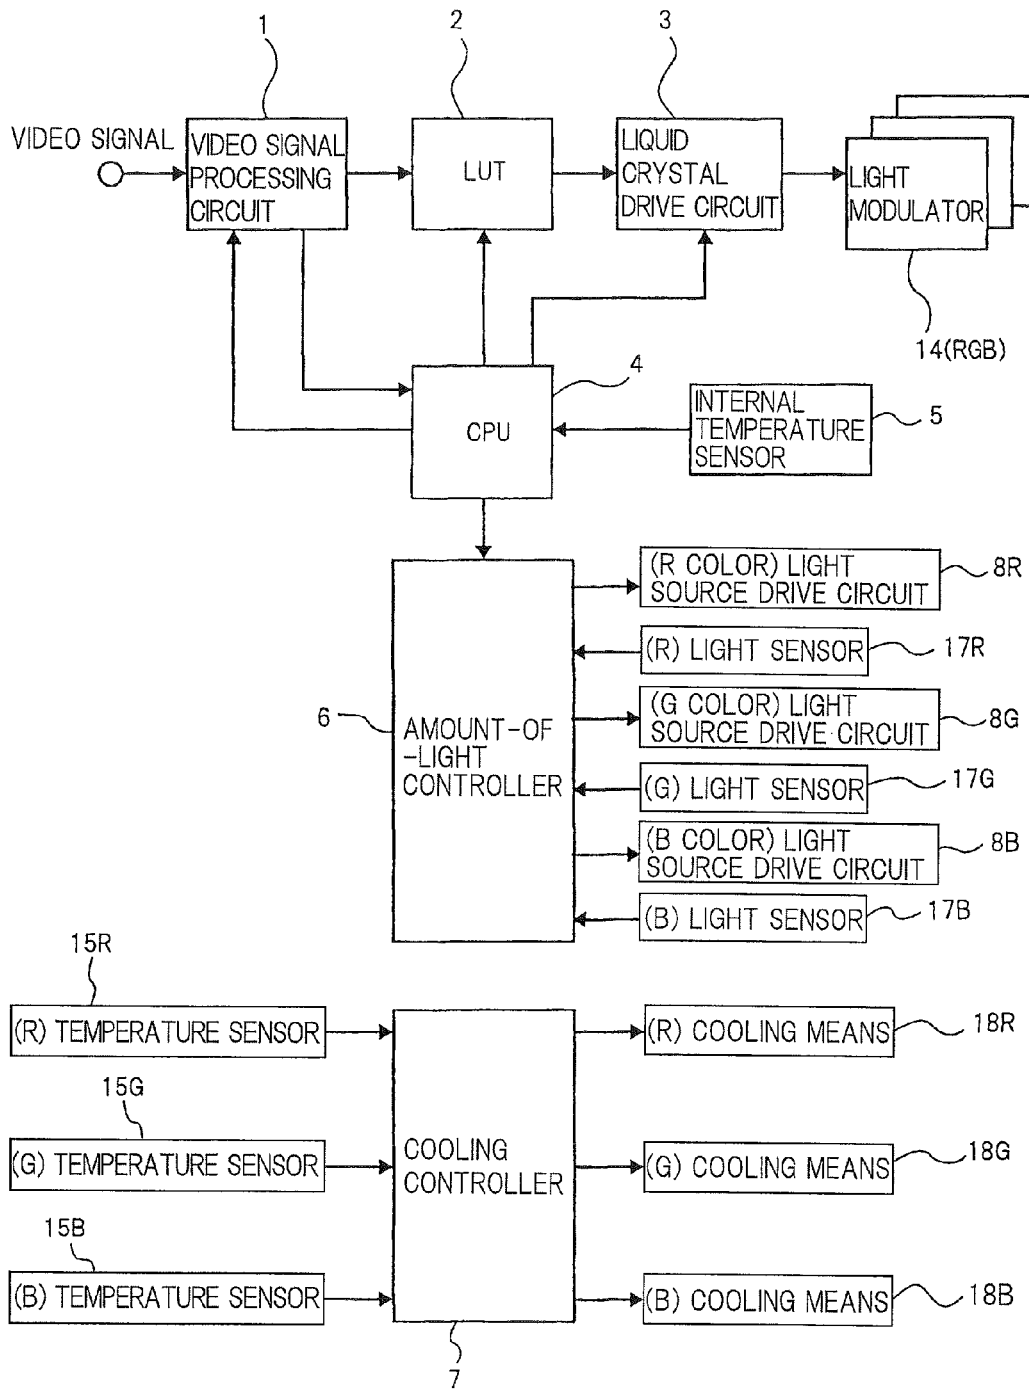 1
2
3
VIDEO SIGNAL
VIDEO SIGNAL
PROCESSING
CIRCUIT
LUT
LIQUID
CRYSTAL
DRIVE CIRCUIT
LIGHT
MODULATOR
14(RGB)
4
CPU
INTERNAL
TEMPERATURE
SENSOR
5
6
AMOUNT-OF
-LIGHT
CONTROLLER
(R COLOR) LIGHT
SOURCE DRIVE CIRCUIT
8R
(R) LIGHT SENSOR
17R
(G COLOR) LIGHT
SOURCE DRIVE CIRCUIT
8G
(G) LIGHT SENSOR
17G
(B COLOR) LIGHT
SOURCE DRIVE CIRCUIT
8B
(B) LIGHT SENSOR
17B
15R
(R) TEMPERATURE SENSOR
15G
(G) TEMPERATURE SENSOR
15B
(B) TEMPERATURE SENSOR
COOLING
CONTROLLER
7
(R) COOLING MEANS
18R
(G) COOLING MEANS
18G
(B) COOLING MEANS
18B